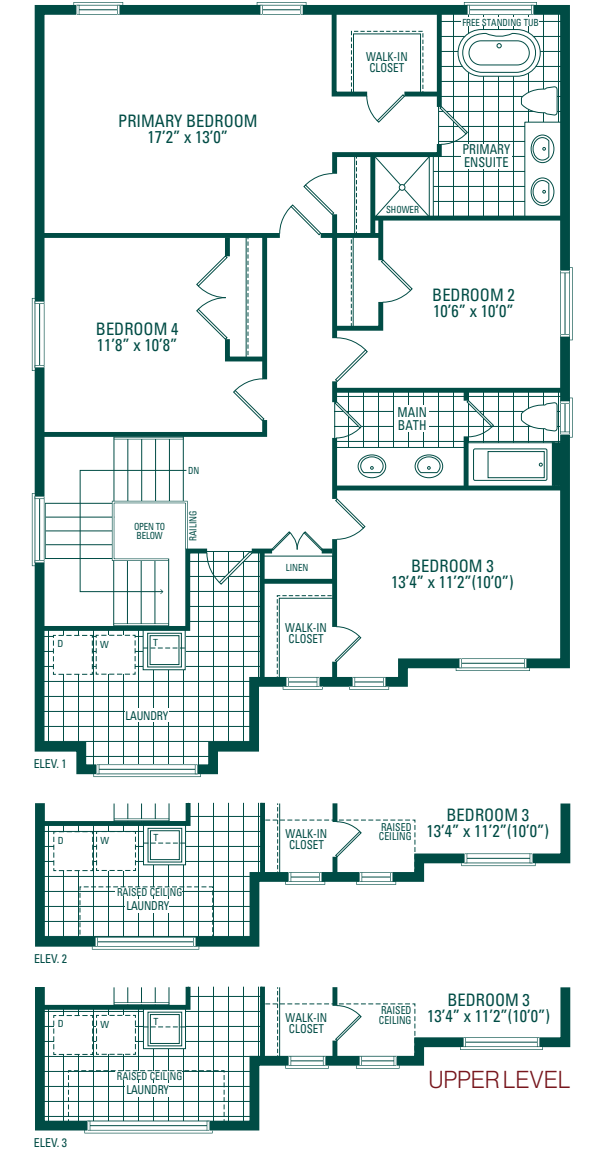 FREE STANDING TUB
WALK-IN
CLOSET
PRIMARY BEDROOM
17'2" x 13'0"
PRIMARY
ENSUITE
SHOWER
BEDROOM 2
10'6" x 10'0"
BEDROOM 4
11'8" x 10'8"
MAIN
BATH
DN
OPEN TO
BELOW
RAILING
LINEN
BEDROOM 3
13'4" x 11'2"(10'0")
WALK-IN
CLOSET
D
W
T
LAUNDRY
ELEV. 1
BEDROOM 3
13'4" x 11'2"(10'0")
WALK-IN
CLOSET
RAISED
CEILING
D
W
T
RAISED CEILING
LAUNDRY
ELEV. 2
BEDROOM 3
13'4" x 11'2"(10'0")
WALK-IN
CLOSET
RAISED
CEILING
D
W
T
RAISED CEILING
LAUNDRY
UPPER LEVEL
ELEV. 3